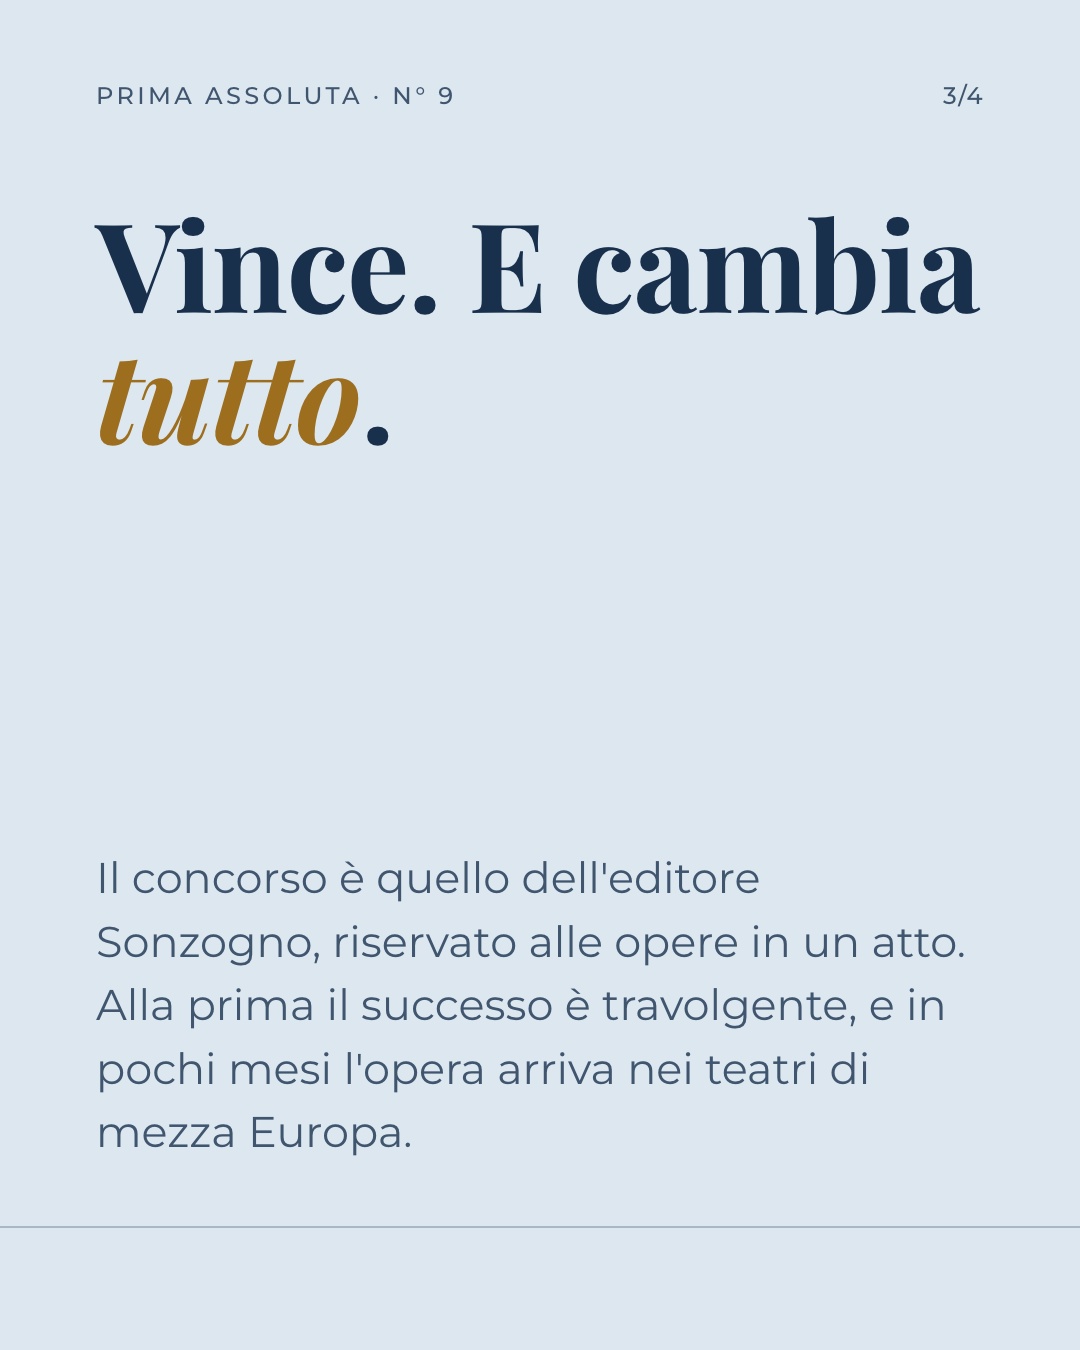 PRIMA ASSOLUTA · N° 9
3/4
Vince. E cambia
tutto.
Il concorso è quello dell'editore
Sonzogno, riservato alle opere in un atto.
Alla prima il successo è travolgente, e in
pochi mesi l'opera arriva nei teatri di
mezza Europa.